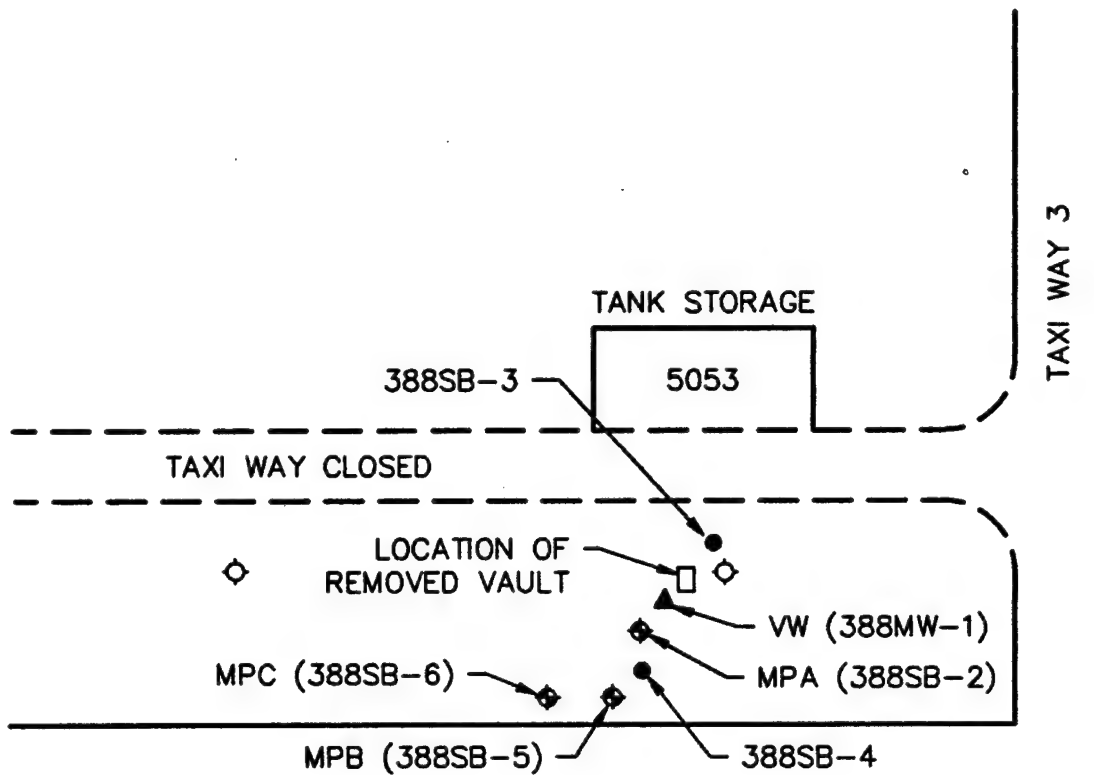 TAXI WAY 3
TANK STORAGE
5053
388SB-3
TAXI WAY CLOSED
LOCATION OF
REMOVED VAULT
VW (388MW-1)
MPC (388SB-6)
MPA (388SB-2)
MPB (388SB-5)
388SB-4